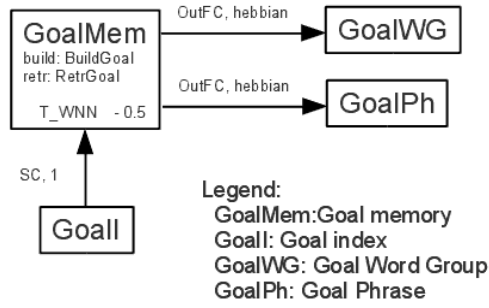 GoalMem
build: BuildGoal
retr: RetrGoal
T_WNN - 0.5
OutFC, hebbian
GoalWG
OutFC, hebbian
GoalPh
SC, 1
GoalI
Legend:
GoalMem:Goal memory
GoalI: Goal index
GoalWG: Goal Word Group
GoalPh: Goal Phrase